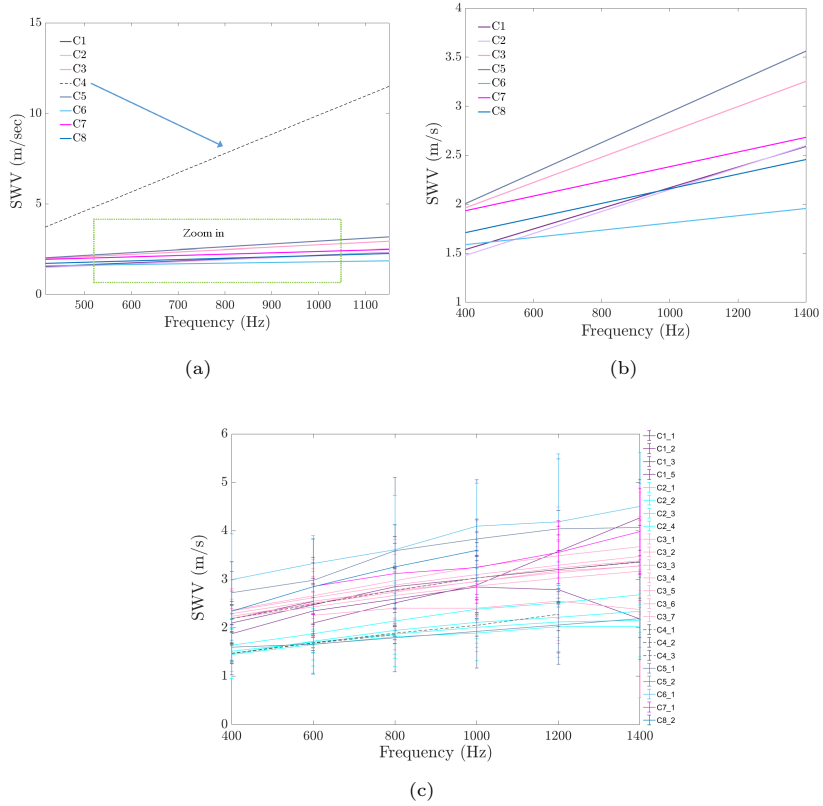 15
10
5
0
SWV (m/sec)
C1
C2
C3
C4
C5
C6
C7
C8
Zoom in
500 600 700 800 900 1000 1100
Frequency (Hz)
(a)
4
3.5
3
2.5
2
1.5
1
SWV (m/s)
C1
C2
C3
C5
C6
C7
C8
400 600 800 1000 1200 1400
Frequency (Hz)
(b)
6
5
4
3
2
1
0
SWV (m/s)
400 600 800 1000 1200 1400
Frequency (Hz)
C1_1
C1_2
C1_3
C1_5
C2_1
C2_2
C2_3
C2_4
C3_1
C3_2
C3_3
C3_4
C3_5
C3_6
C3_7
C4_1
C4_2
C4_3
C5_1
C5_2
C6_1
C7_1
C8_2
(c)